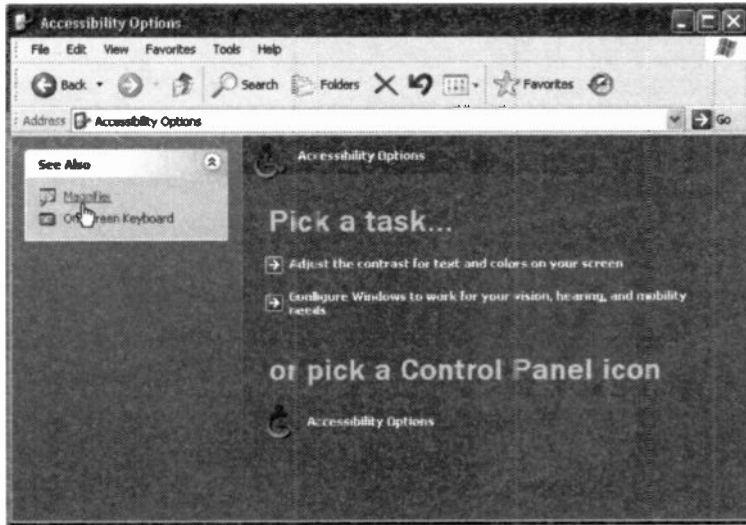 Accessibility Options
File Edit View Favorites Tools Help
Back Search Folders Favorites
Address Accessibility Options Go
See Also
Magnifier
On-Screen Keyboard
Accessibility Options
Pick a task...
Adjust the contrast for text and colors on your screen
Configure Windows to work for your vision, hearing, and mobility
needs
or pick a Control Panel icon
Accessibility Options